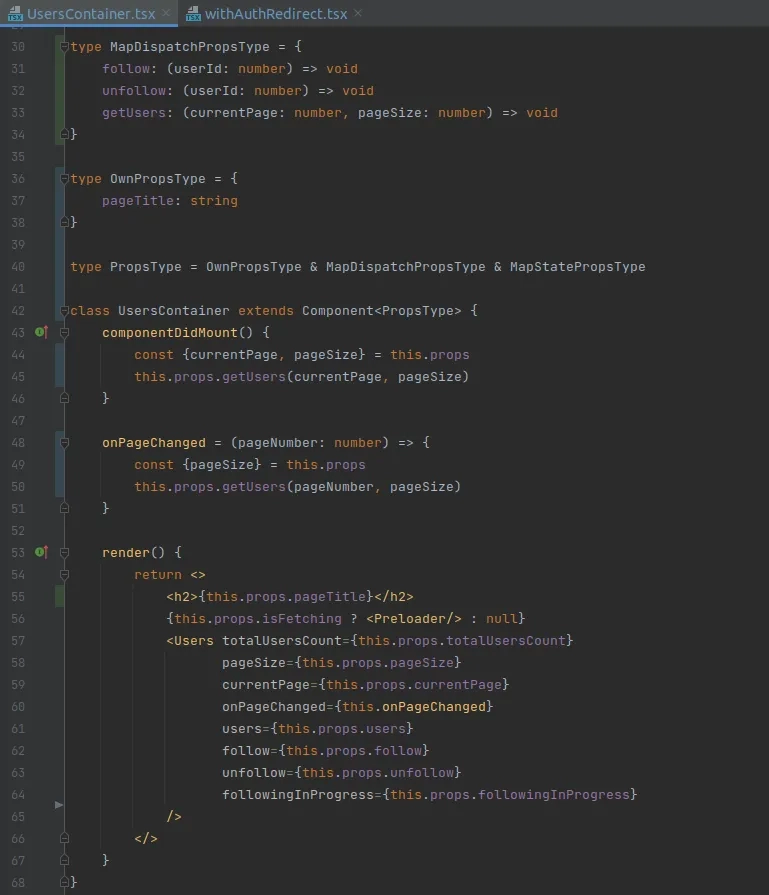 UsersContainer.tsx × withAuthRedirect.tsx ×
30 type MapDispatchPropsType = {
31     follow: (userId: number) => void
32     unfollow: (userId: number) => void
33     getUsers: (currentPage: number, pageSize: number) => void
34 }
35
36 type OwnPropsType = {
37     pageTitle: string
38 }
39
40 type PropsType = OwnPropsType & MapDispatchPropsType & MapStatePropsType
41
42 class UsersContainer extends Component<PropsType> {
43     componentDidMount() {
44         const {currentPage, pageSize} = this.props
45         this.props.getUsers(currentPage, pageSize)
46     }
47
48     onPageChanged = (pageNumber: number) => {
49         const {pageSize} = this.props
50         this.props.getUsers(pageNumber, pageSize)
51     }
52
53     render() {
54         return <>
55             <h2>{this.props.pageTitle}</h2>
56             {this.props.isFetching ? <Preloader/> : null}
57             <Users totalUsersCount={this.props.totalUsersCount}
58                    pageSize={this.props.pageSize}
59                    currentPage={this.props.currentPage}
60                    onPageChanged={this.onPageChanged}
61                    users={this.props.users}
62                    follow={this.props.follow}
63                    unfollow={this.props.unfollow}
64                    followingInProgress={this.props.followingInProgress}
65             />
66         </>
67     }
68 }